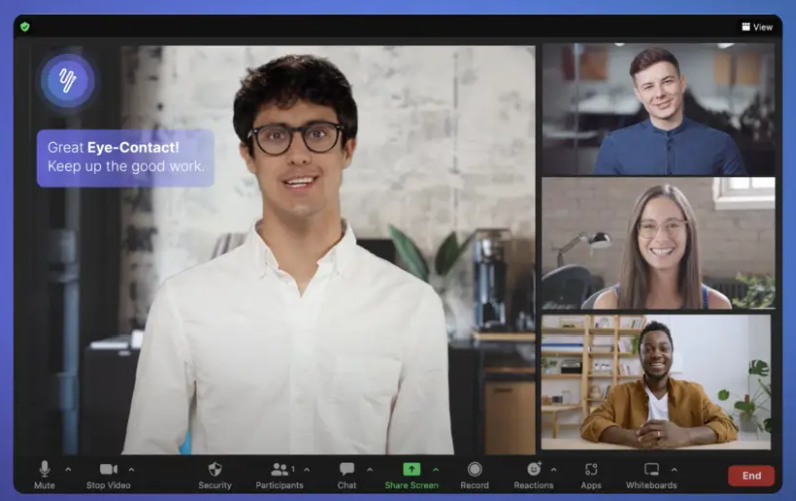 View
Great Eye-Contact!
Keep up the good work.
Mute
Stop Video
Security
Participants
1
Chat
Share Screen
Record
Reactions
Apps
Whiteboards
End